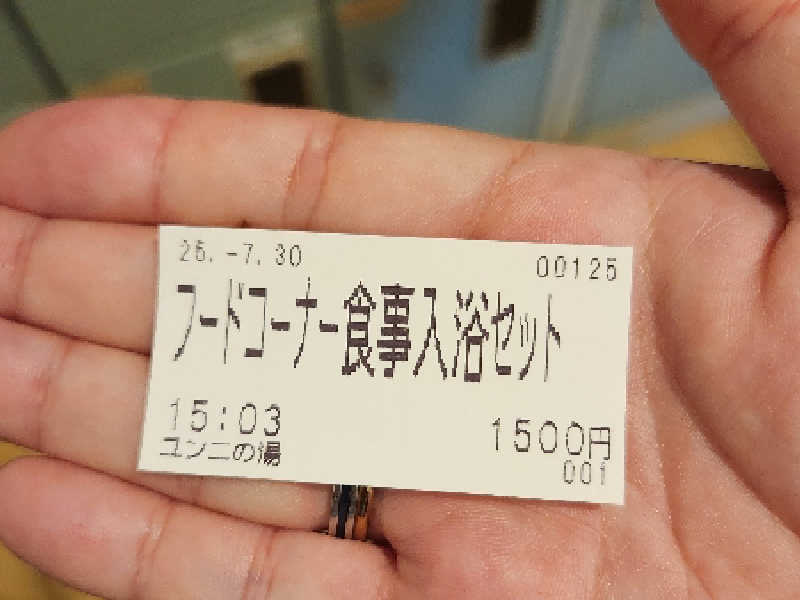 25.-7.30 00125
フードコーナー食事入浴セット
15:03 1500円
ユンニの湯 001